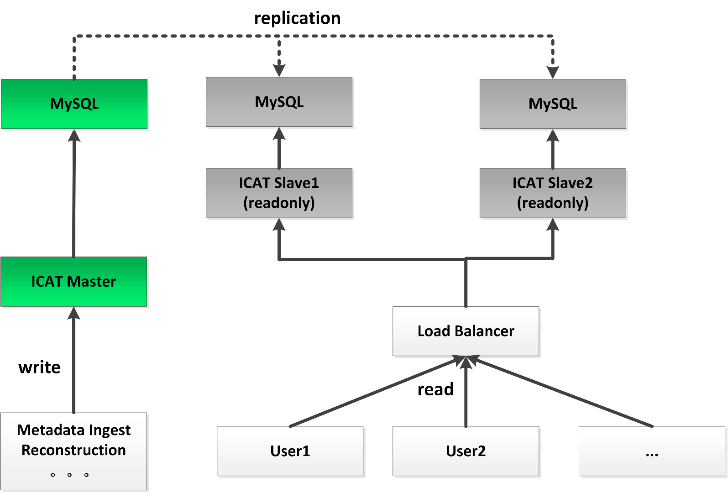 replication
MySQL
MySQL
MySQL
ICAT Slave1
(readonly)
ICAT Slave2
(readonly)
ICAT Master
Load Balancer
write
read
Metadata Ingest
Reconstruction
。。。
User1
User2
...